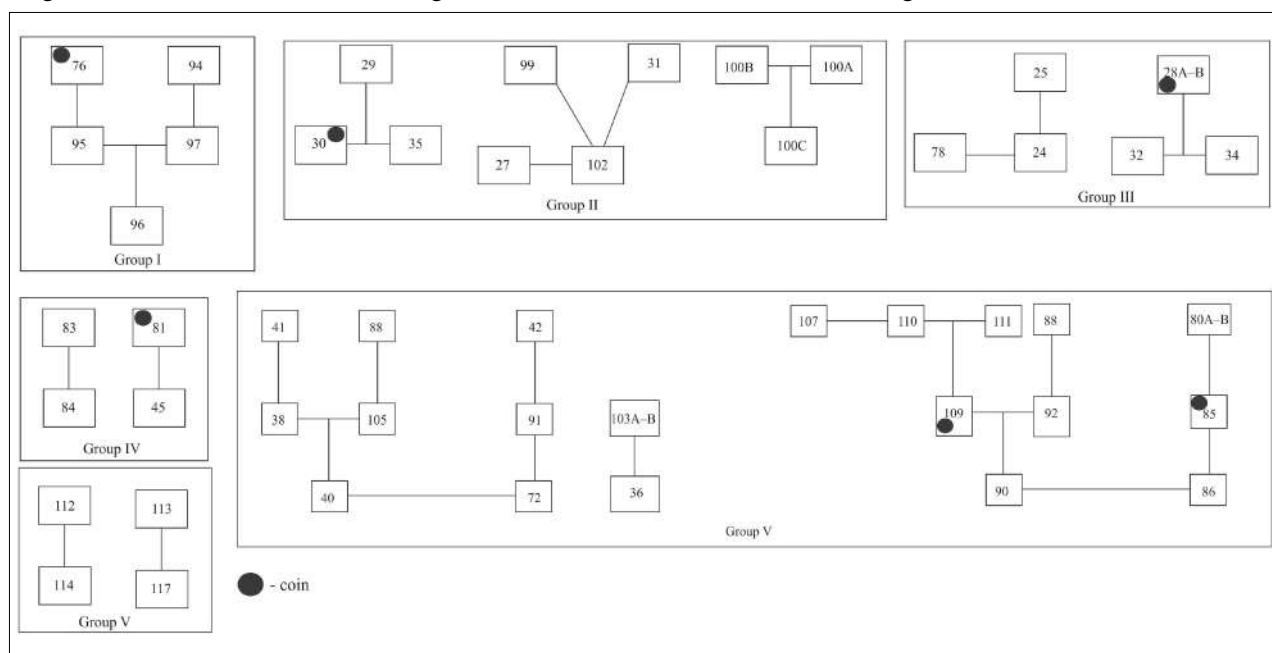 76 94
95 97
96
Group I
29 99 31 100B 100A
30 35 27 102 100C
Group II
25 28A–B
78 24 32 34
Group III
83 81
84 45
Group IV
41 88 42 107 110 111 88 80A–B
38 105 91 103A–B 109 92 85
40 72 36 90 86
Group V
112 113
114 117
Group V
- coin